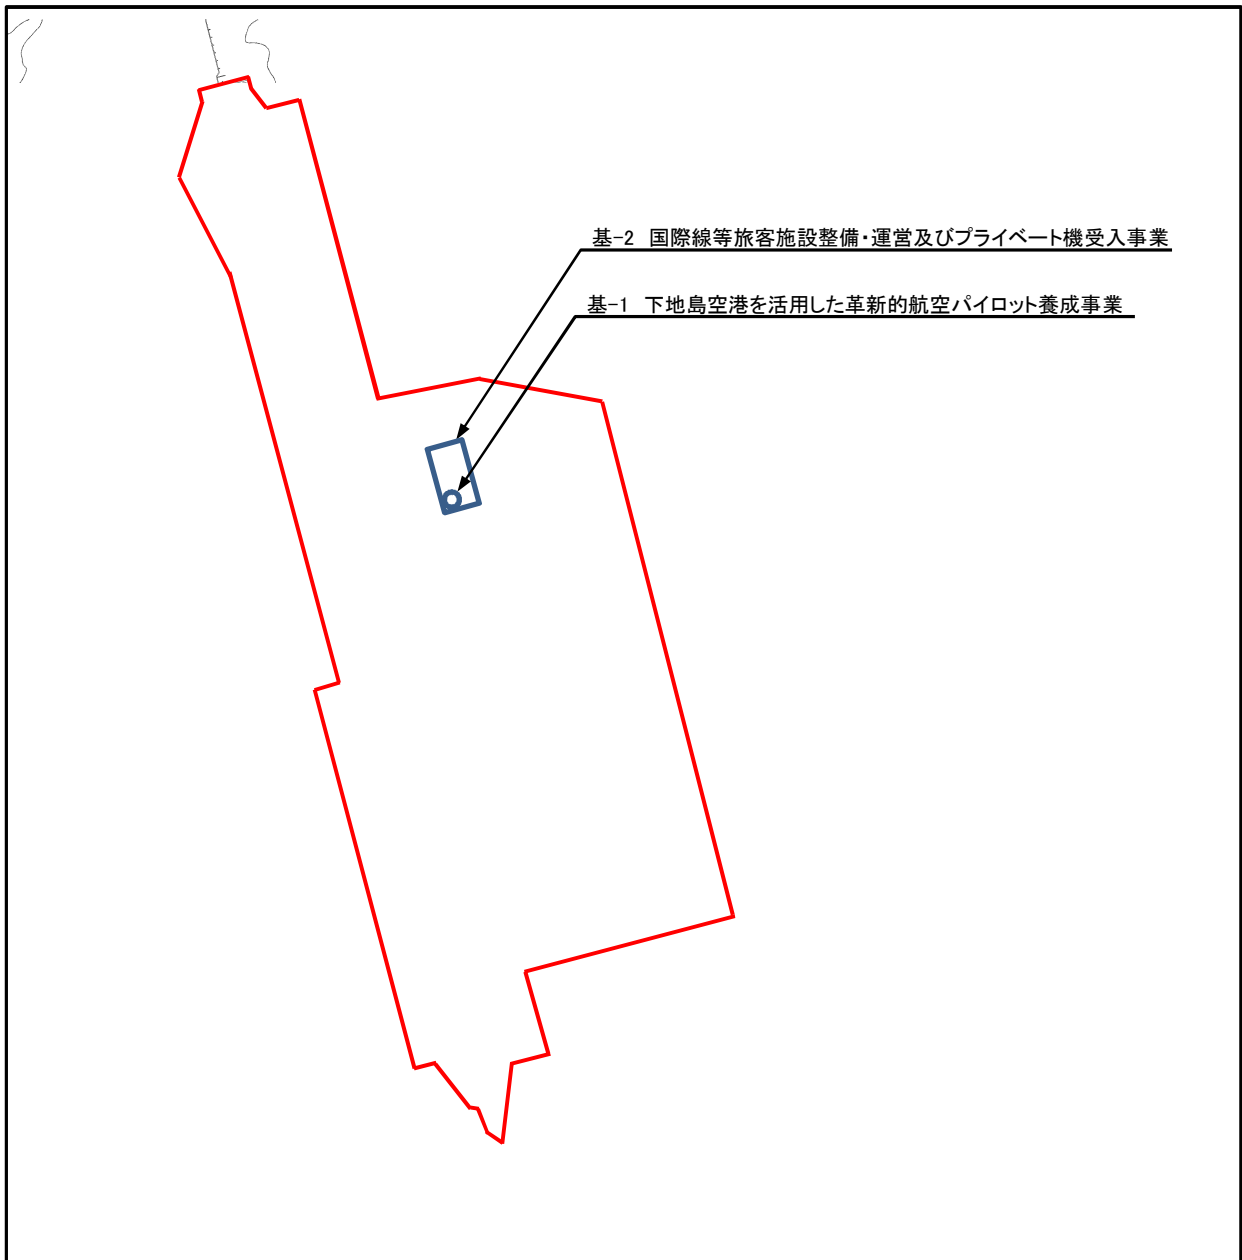 基-2 国際線等旅客施設整備・運営及びプライベート機受入事業
基-1 下地島空港を活用した革新的航空パイロット養成事業